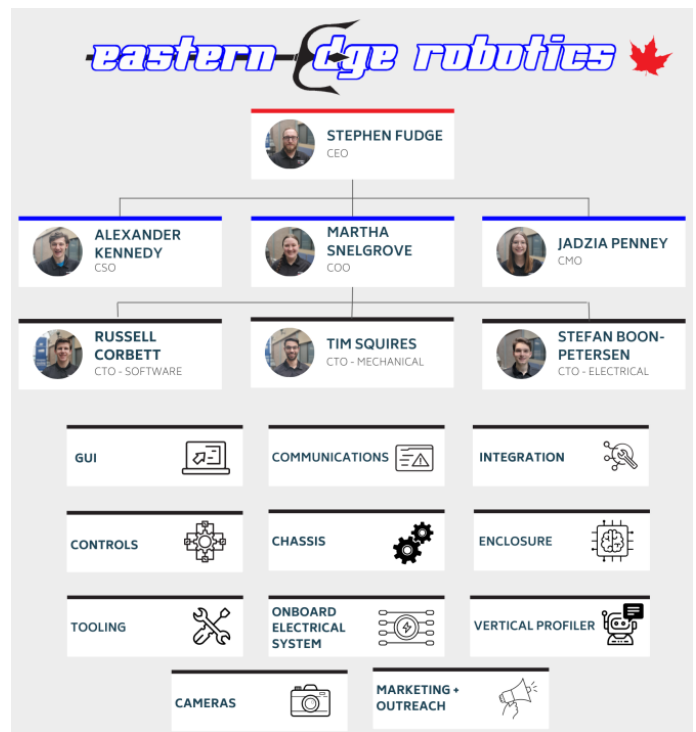 eastern Edge robotics
STEPHEN FUDGE
CEO
ALEXANDER
KENNEDY
CSO
MARTHA
SNELGROVE
COO
JADZIA PENNEY
CMO
RUSSELL
CORBETT
CTO - SOFTWARE
TIM SQUIRES
CTO - MECHANICAL
STEFAN BOON-
PETERSEN
CTO - ELECTRICAL
GUI
COMMUNICATIONS
INTEGRATION
CONTROLS
CHASSIS
ENCLOSURE
TOOLING
ONBOARD
ELECTRICAL
SYSTEM
VERTICAL PROFILER
CAMERAS
MARKETING +
OUTREACH